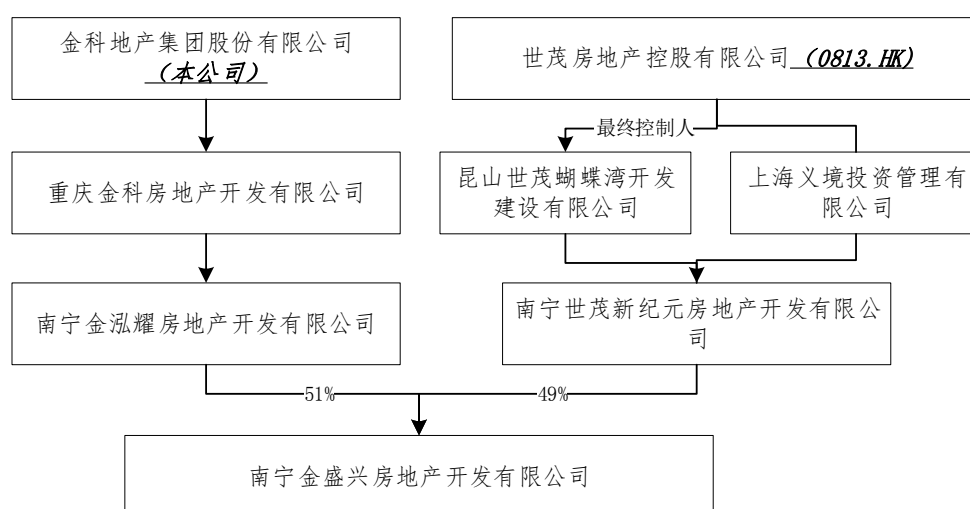 金科地产集团股份有限公司
（本公司）
世茂房地产控股有限公司（0813.HK）
最终控制人
重庆金科房地产开发有限公司
昆山世茂蝴蝶湾开发
建设有限公司
上海义境投资管理有
限公司
南宁金泓耀房地产开发有限公司
南宁世茂新纪元房地产开发有限公
司
51%
49%
南宁金盛兴房地产开发有限公司